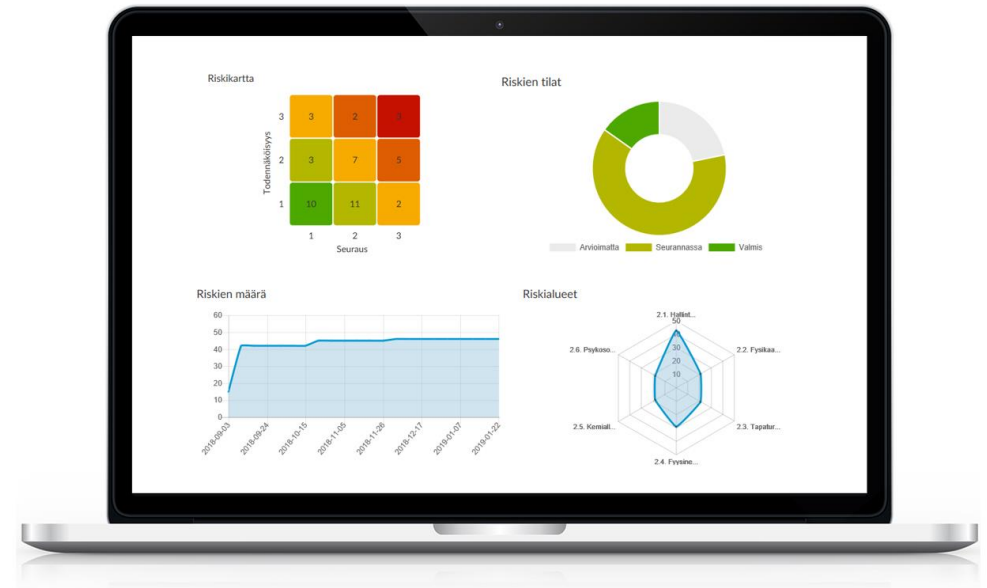 Riskikartta
Todennäköisyys
3
3
2
3
2
3
7
5
1
10
11
2
1
2
3
Seuraus
Riskien tilat
Arvioimatta
Seurannassa
Valmis
Riskien määrä
60
50
40
30
20
10
0
2018-09-03
2018-09-24
2018-10-15
2018-11-05
2018-11-26
2018-12-17
2019-01-07
2019-01-22
Riskialueet
2.1. Hallint...
50
40
30
20
10
2.2. Fysikaa...
2.3. Tapatur...
2.4. Fyysine...
2.5. Kemiall...
2.6. Psykoso...